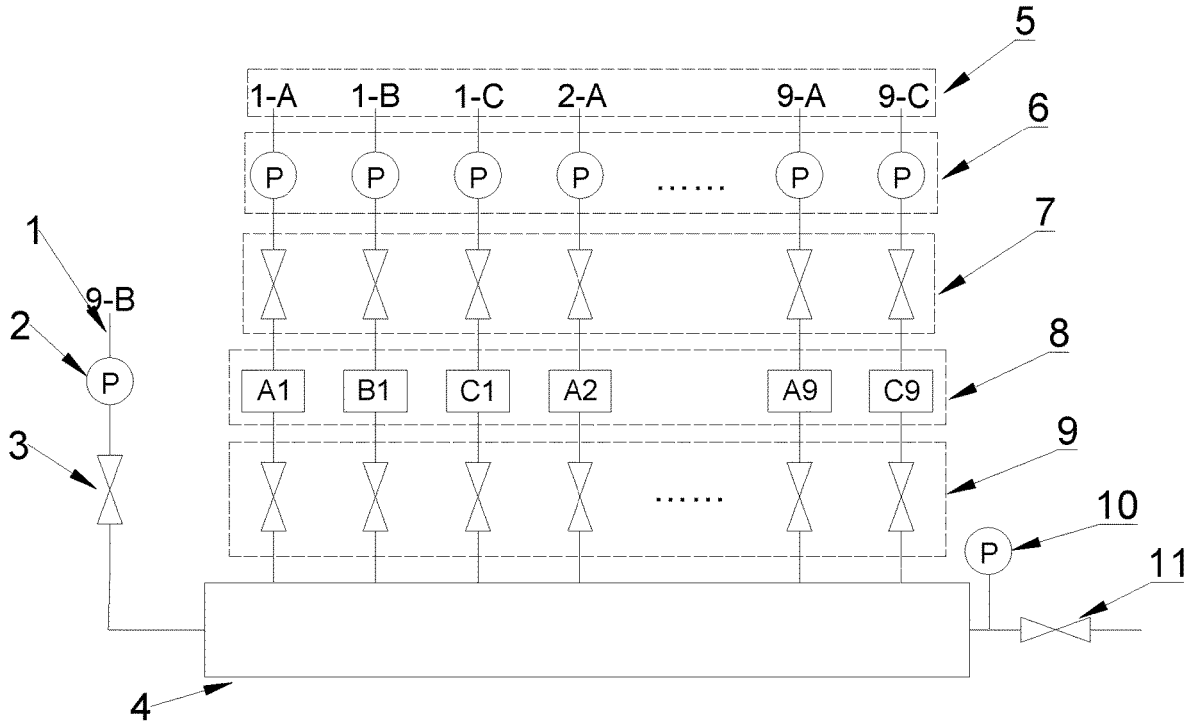 5
1-A 1-B 1-C 2-A 9-A 9-C
6
P P P P ...... P P
7
1
9-B
2
P
8
A1 B1 C1 A2 A9 C9
3
9
......
10
P
11
4